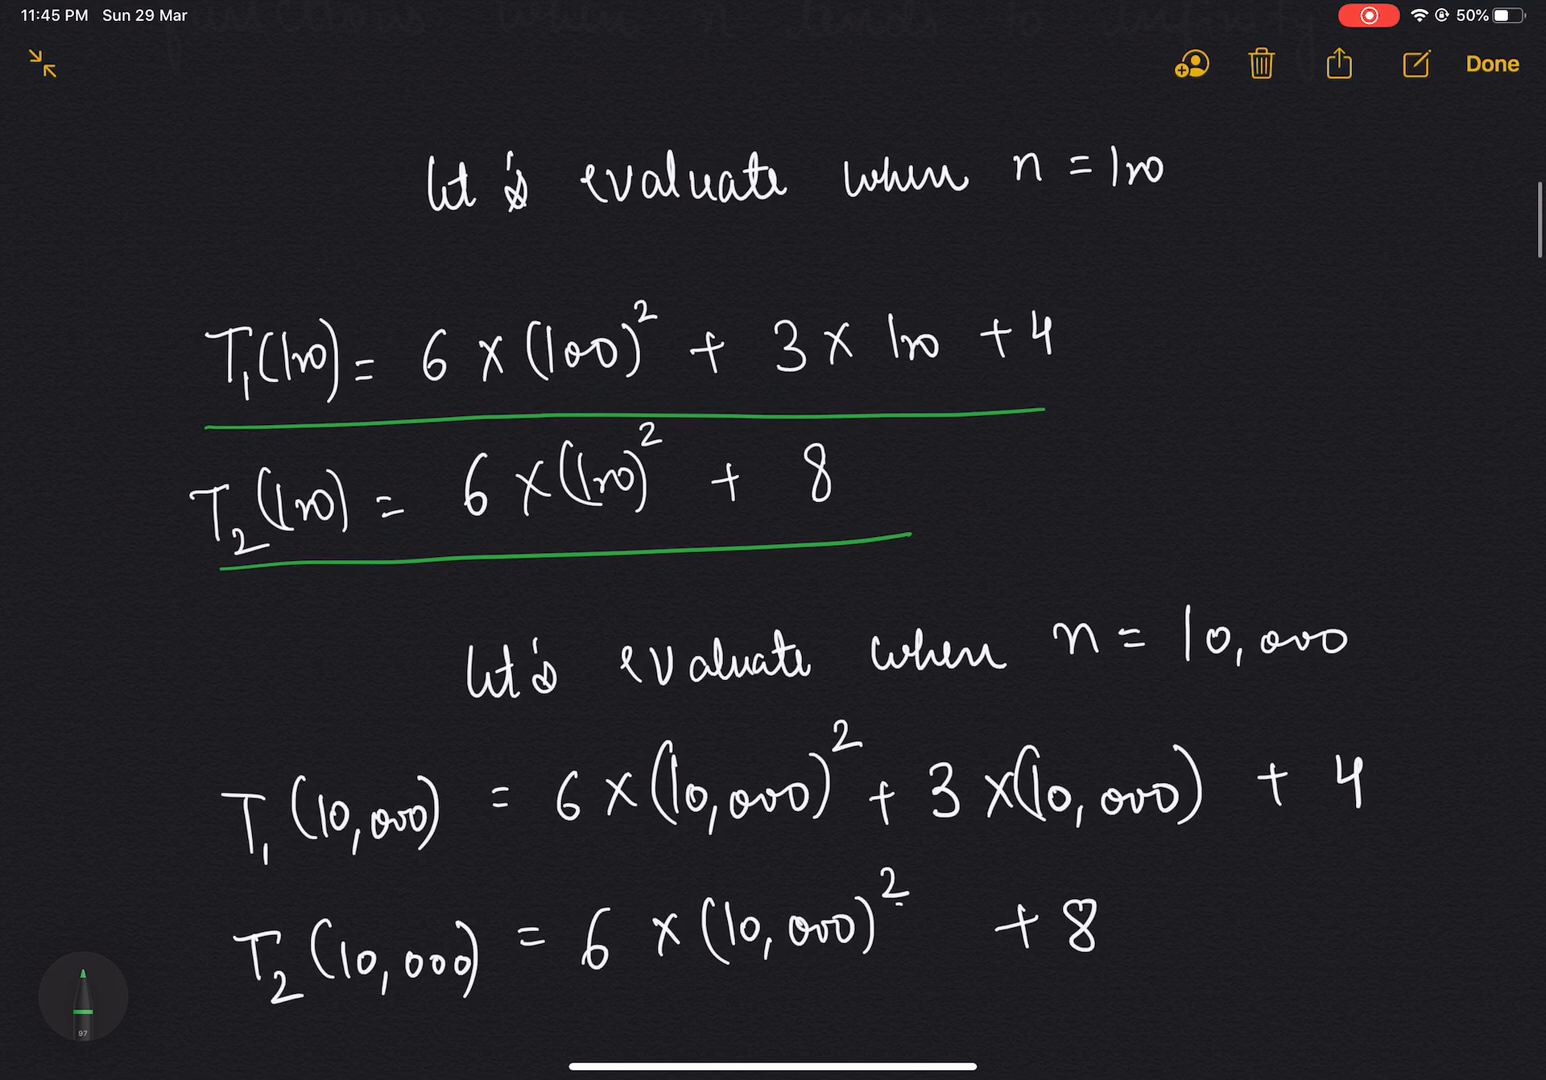 11:45 PM Sun 29 Mar 50%
Done
Let's evaluate when n = 100
T₁(100) = 6 × (100)² + 3 × 100 + 4
T₂(100) = 6 × (100)² + 8
Let's evaluate when n = 10,000
T₁(10,000) = 6 × (10,000)² + 3 × (10,000) + 4
T₂(10,000) = 6 × (10,000)² + 8
97